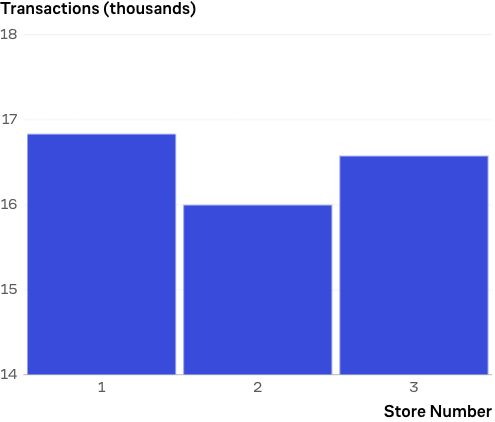 Transactions (thousands)
18
17
16
15
14
1 2 3
Store Number